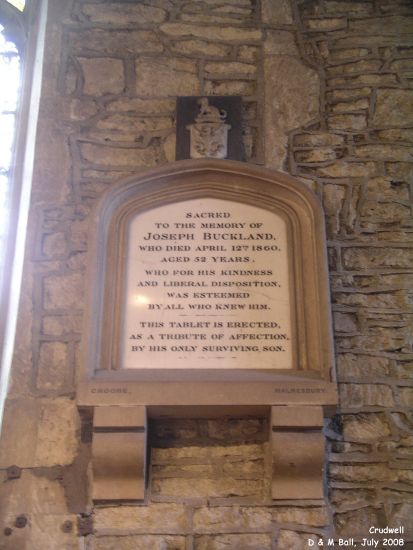 SACRED
TO THE MEMORY OF
JOSEPH BUCKLAND,
WHO DIED APRIL 12TH 1860,
AGED 52 YEARS,
WHO FOR HIS KINDNESS
AND LIBERAL DISPOSITION,
WAS ESTEEMED
BY ALL WHO KNEW HIM.
THIS TABLET IS ERECTED,
AS A TRIBUTE OF AFFECTION,
BY HIS ONLY SURVIVING SON.
MALMESBURY.
Crudwell
D & M Ball, July 2008